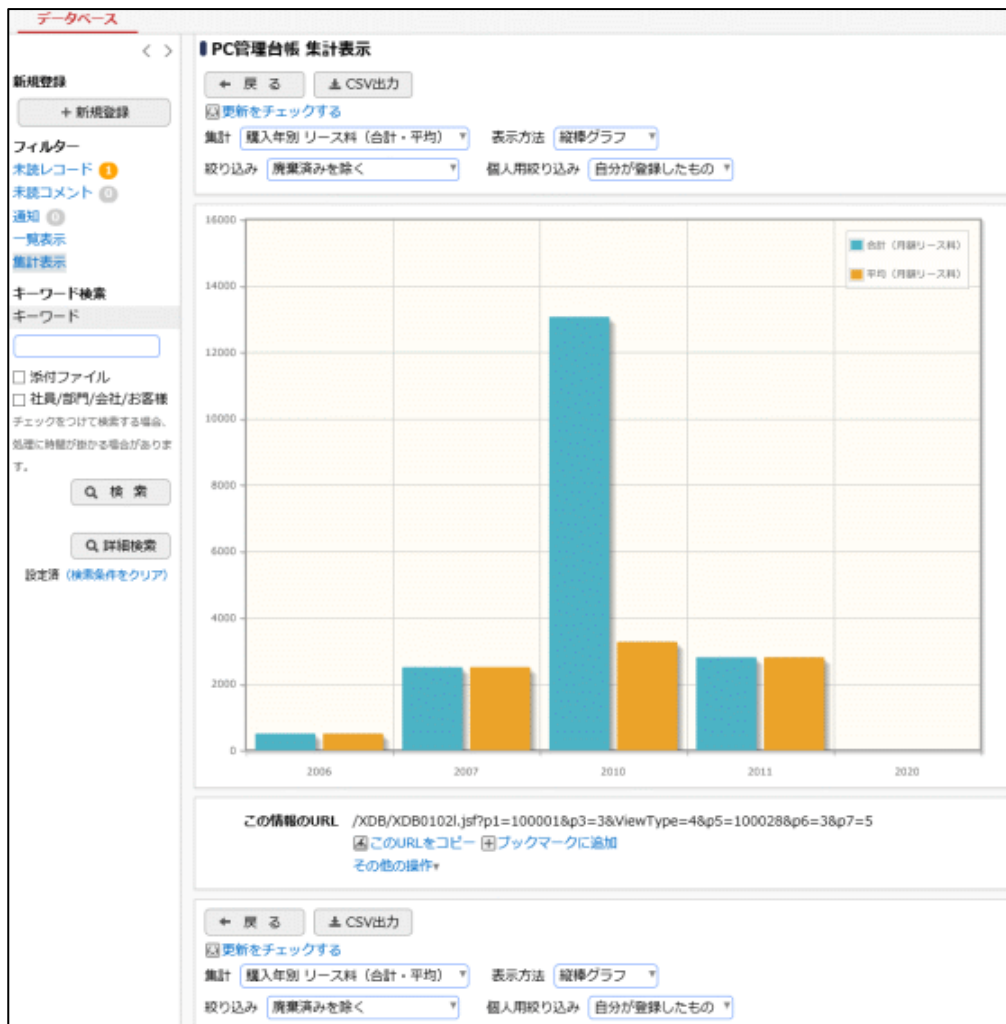 データベース
< >
新規登録
+ 新規登録
フィルター
未読レコード 1
未読コメント 0
通知 0
一覧表示
集計表示
キーワード検索
キーワード
添付ファイル
社員/部門/会社/お客様
チェックをつけて検索する場合、
処理に時間が掛かる場合がありま
す。
検 索
詳細検索
設定済 (検索条件をクリア)
PC管理台帳 集計表示
← 戻 る CSV出力
更新をチェックする
集計 購入年別 リース料 (合計・平均) 表示方法 縦棒グラフ
絞り込み 廃棄済みを除く 個人用絞り込み 自分が登録したもの
16000
14000
12000
10000
8000
6000
4000
2000
0
合計 (月額リース料)
平均 (月額リース料)
2006 2007 2010 2011 2020
この情報のURL /XDB/XDB0102l.jsf?p1=100001&p3=3&ViewType=4&p5=100028&p6=3&p7=5
このURLをコピー ブックマークに追加
その他の操作▾
← 戻 る CSV出力
更新をチェックする
集計 購入年別 リース料 (合計・平均) 表示方法 縦棒グラフ
絞り込み 廃棄済みを除く 個人用絞り込み 自分が登録したもの